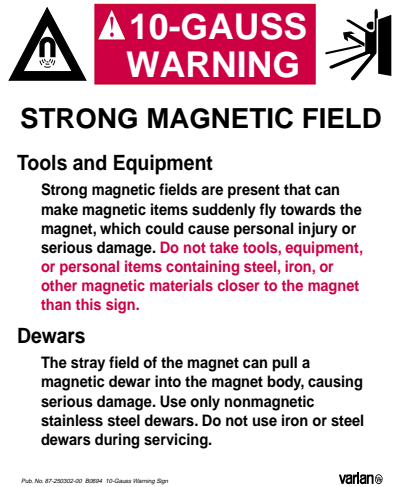 10-GAUSS
WARNING
STRONG MAGNETIC FIELD
Tools and Equipment
Strong magnetic fields are present that can
make magnetic items suddenly fly towards the
magnet, which could cause personal injury or
serious damage. Do not take tools, equipment,
or personal items containing steel, iron, or
other magnetic materials closer to the magnet
than this sign.
Dewars
The stray field of the magnet can pull a
magnetic dewar into the magnet body, causing
serious damage. Use only nonmagnetic
stainless steel dewars. Do not use iron or steel
dewars during servicing.
Pub. No. 87-250302-00 B0694 10-Gauss Warning Sign
varian